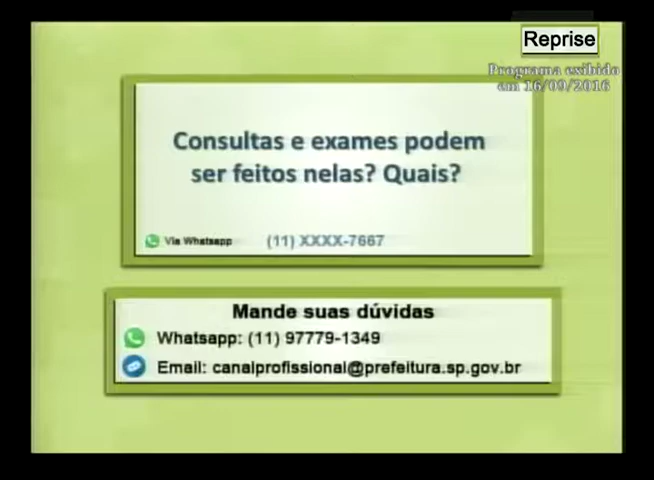 Reprise
Programa exibido
em 16/09/2016
Consultas e exames podem
ser feitos nelas? Quais?
Via Whatsapp (11) XXXX-7667
Mande suas dúvidas
Whatsapp: (11) 97779-1349
Email: canalprofissional@prefeitura.sp.gov.br